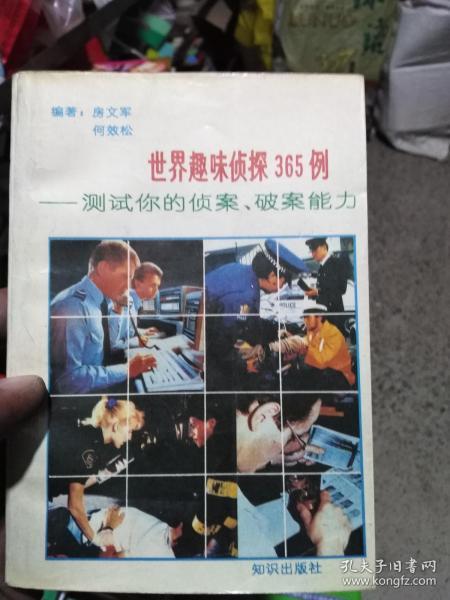 编著：房文军
何效松
世界趣味侦探365例
——测试你的侦案、破案能力
POLICE
知识出版社
孔夫子旧书网
www.kongfz.com